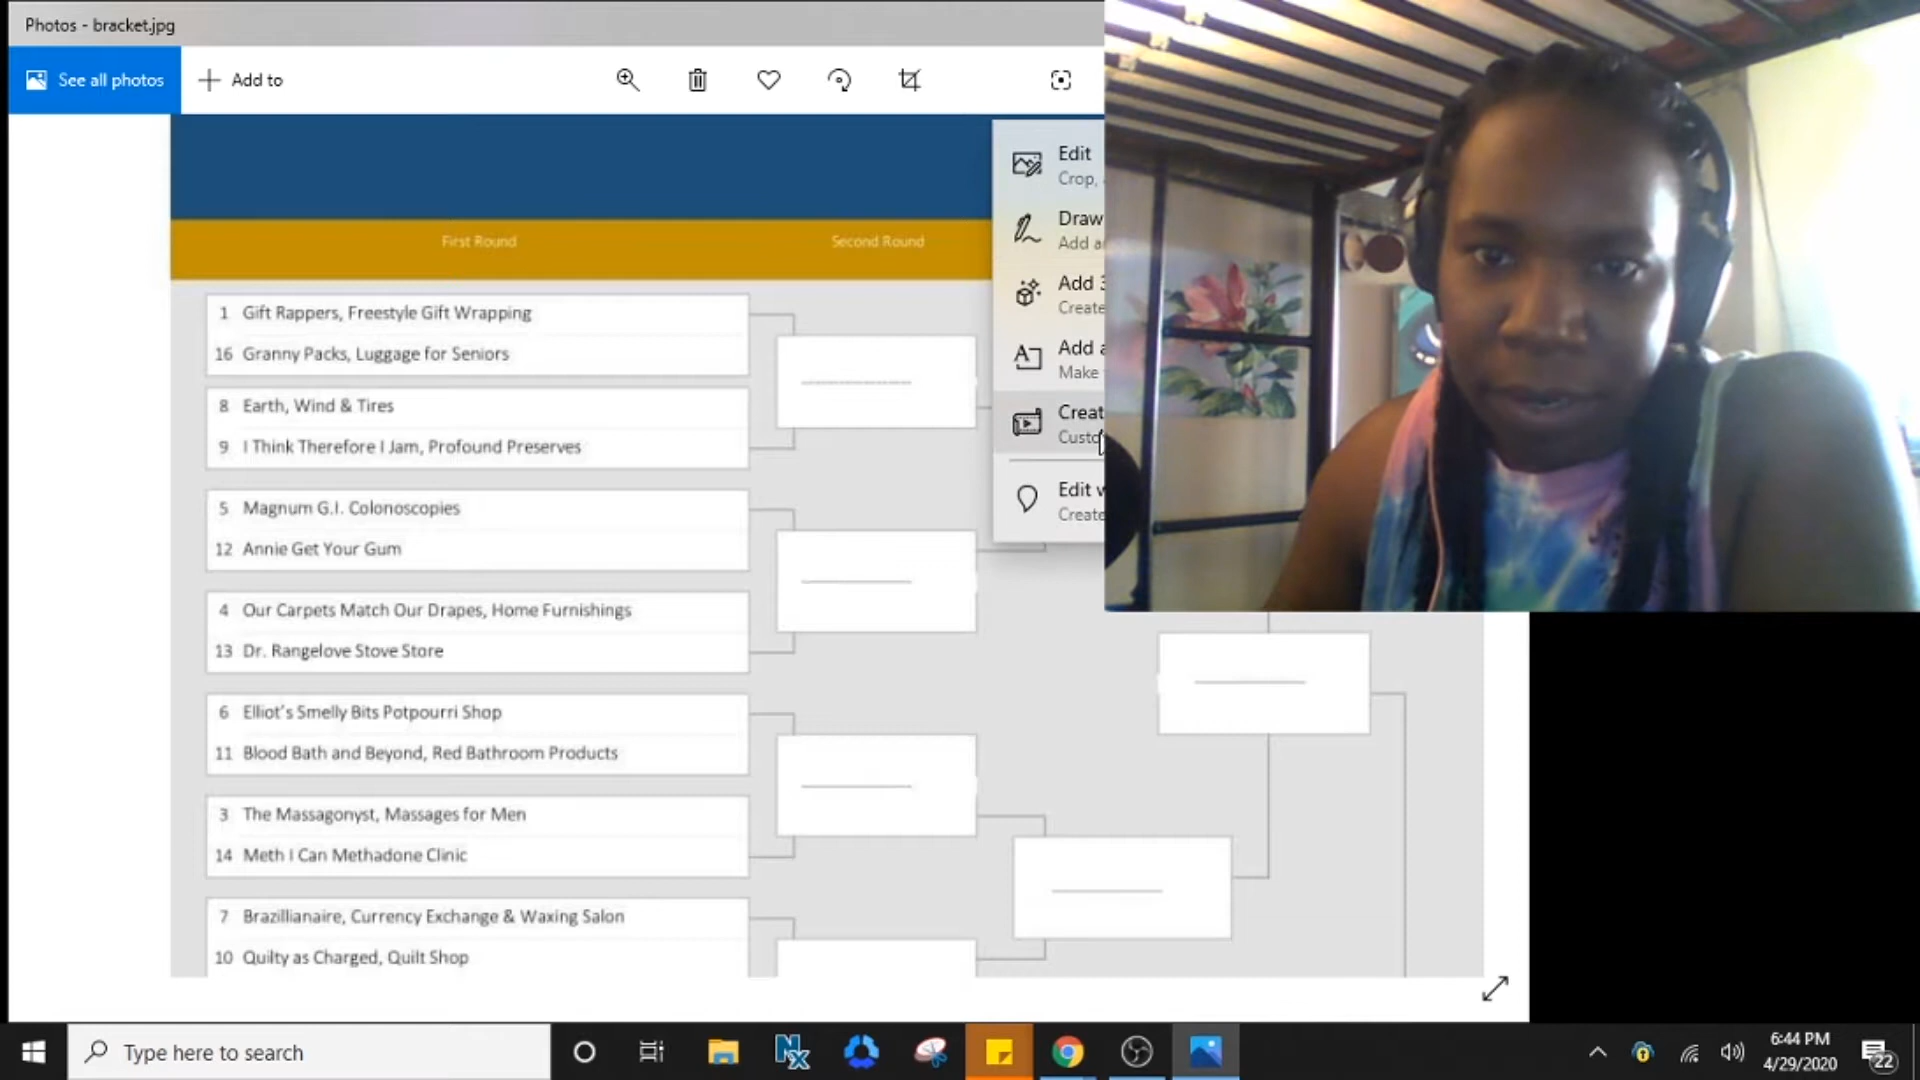 Photos - bracket.jpg
See all photos
Add to
First Round
Second Round
1 Gift Rappers, Freestyle Gift Wrapping
16 Granny Packs, Luggage for Seniors
8 Earth, Wind & Tires
9 I Think Therefore I Jam, Profound Preserves
5 Magnum G.I. Colonoscopies
12 Annie Get Your Gum
4 Our Carpets Match Our Drapes, Home Furnishings
13 Dr. Rangelove Stove Store
6 Elliot's Smelly Bits Potpourri Shop
11 Blood Bath and Beyond, Red Bathroom Products
3 The Massagonyst, Massages for Men
14 Meth I Can Methadone Clinic
7 Brazillianaire, Currency Exchange & Waxing Salon
10 Quilty as Charged, Quilt Shop
Edit
Crop,
Draw
Add a
Add 3
Create
Add a
Make
Creat
Custo
Edit w
Create
Type here to search
6:44 PM
4/29/2020
22